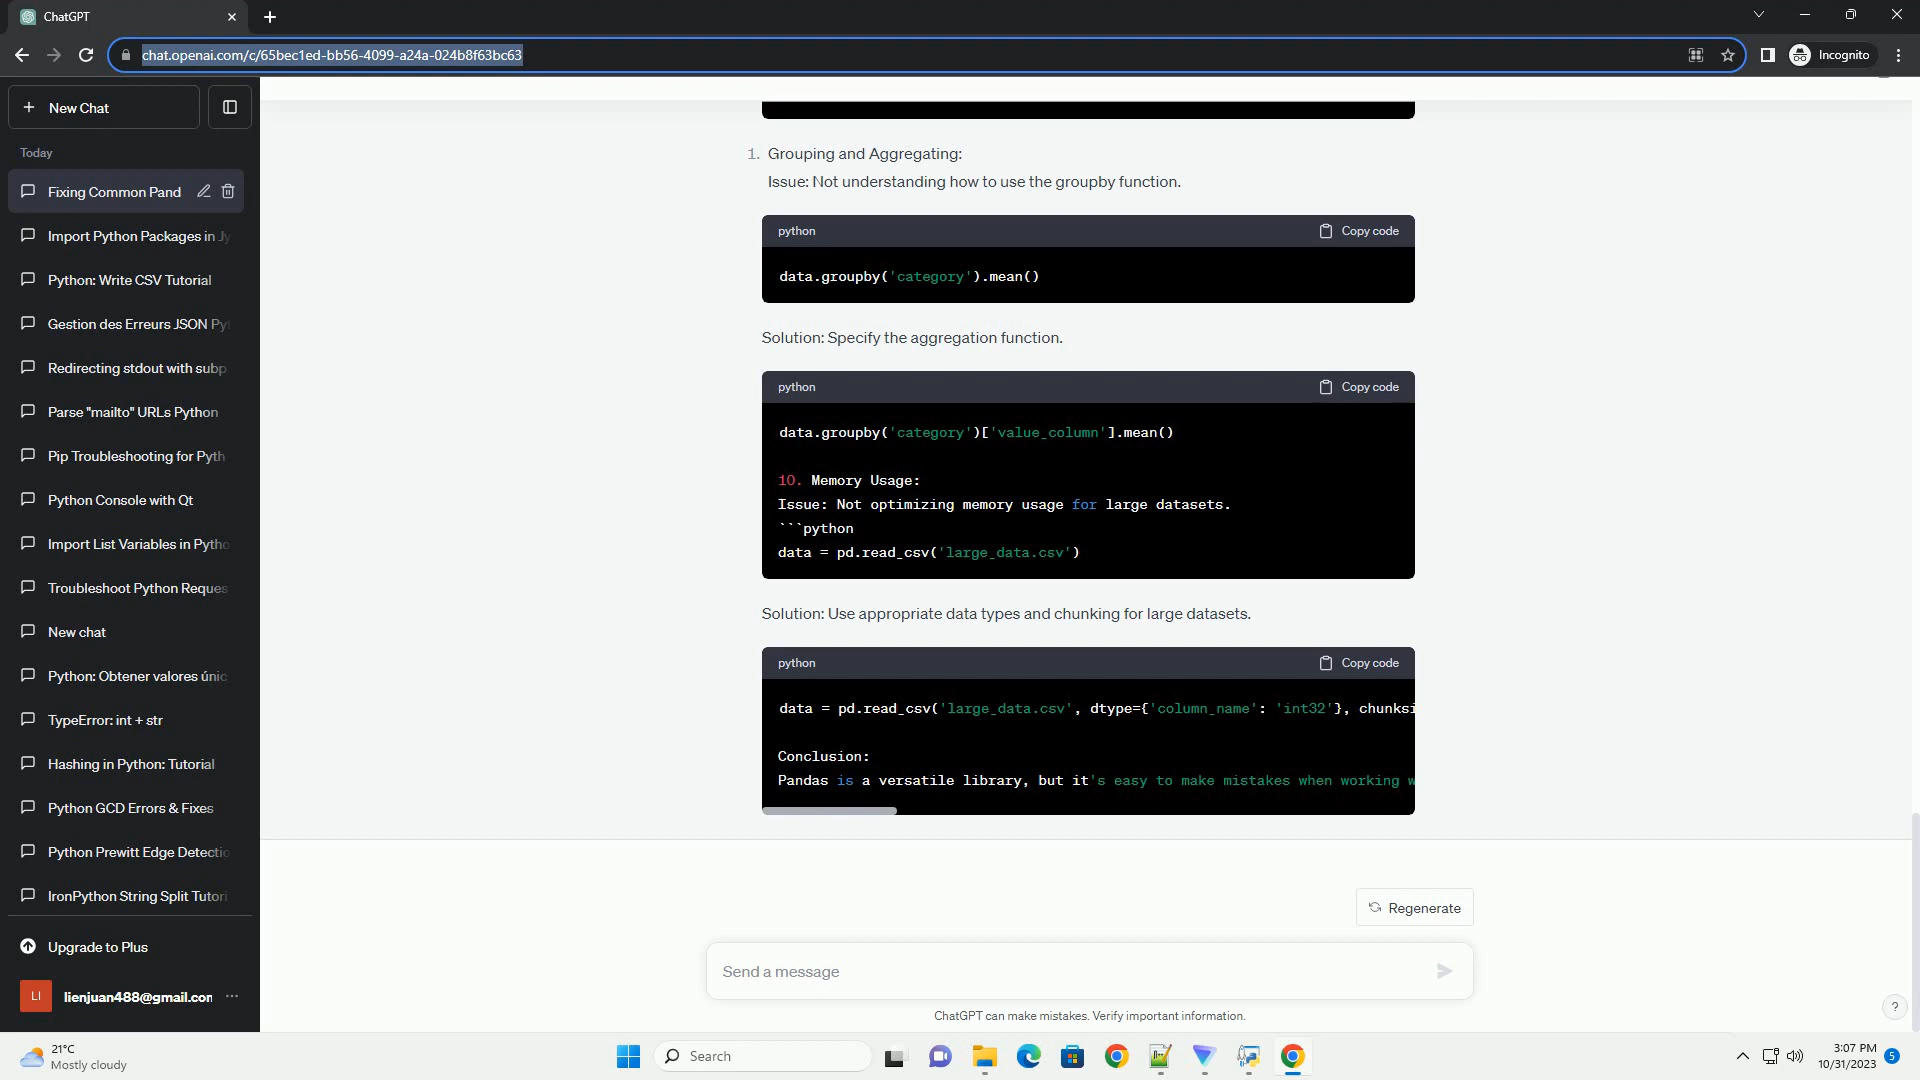 ChatGPT
chat.openai.com/c/65bec1ed-bb56-4099-a24a-024b8f63bc63
Incognito
New Chat
Today
Fixing Common Pand
Import Python Packages in Jy
Python: Write CSV Tutorial
Gestion des Erreurs JSON Pyt
Redirecting stdout with subp
Parse "mailto" URLs Python
Pip Troubleshooting for Pyth
Python Console with Qt
Import List Variables in Pytho
Troubleshoot Python Reques
New chat
Python: Obtener valores únic
TypeError: int + str
Hashing in Python: Tutorial
Python GCD Errors & Fixes
Python Prewitt Edge Detectio
IronPython String Split Tutori
Upgrade to Plus
LI
lienjuan488@gmail.con
1. Grouping and Aggregating:
Issue: Not understanding how to use the groupby function.
python
Copy code
data.groupby('category').mean()
Solution: Specify the aggregation function.
python
Copy code
data.groupby('category')['value_column'].mean()
10. Memory Usage:
Issue: Not optimizing memory usage for large datasets.
```python
data = pd.read_csv('large_data.csv')
Solution: Use appropriate data types and chunking for large datasets.
python
Copy code
data = pd.read_csv('large_data.csv', dtype={'column_name': 'int32'}, chunksi
Conclusion:
Pandas is a versatile library, but it's easy to make mistakes when working w
Regenerate
Send a message
ChatGPT can make mistakes. Verify important information.
?
21°C
Mostly cloudy
Search
3:07 PM
10/31/2023
5